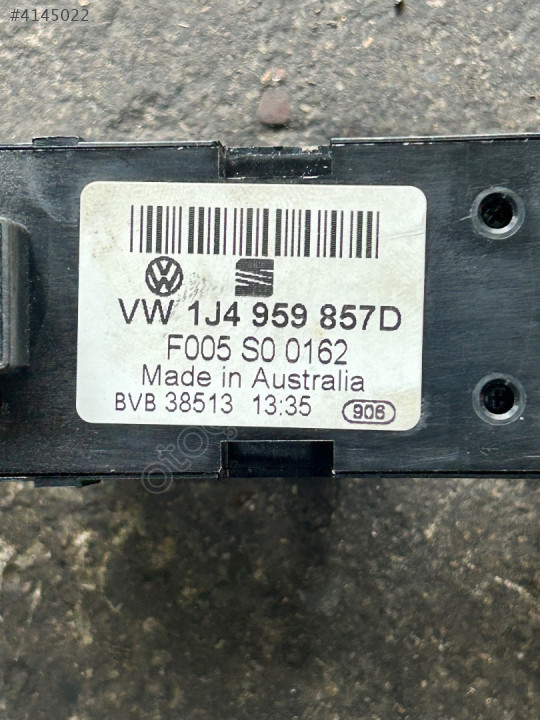 #4145022
VW 1J4 959 857D
F005 S0 0162
Made in Australia
BVB 38513 13:35 906